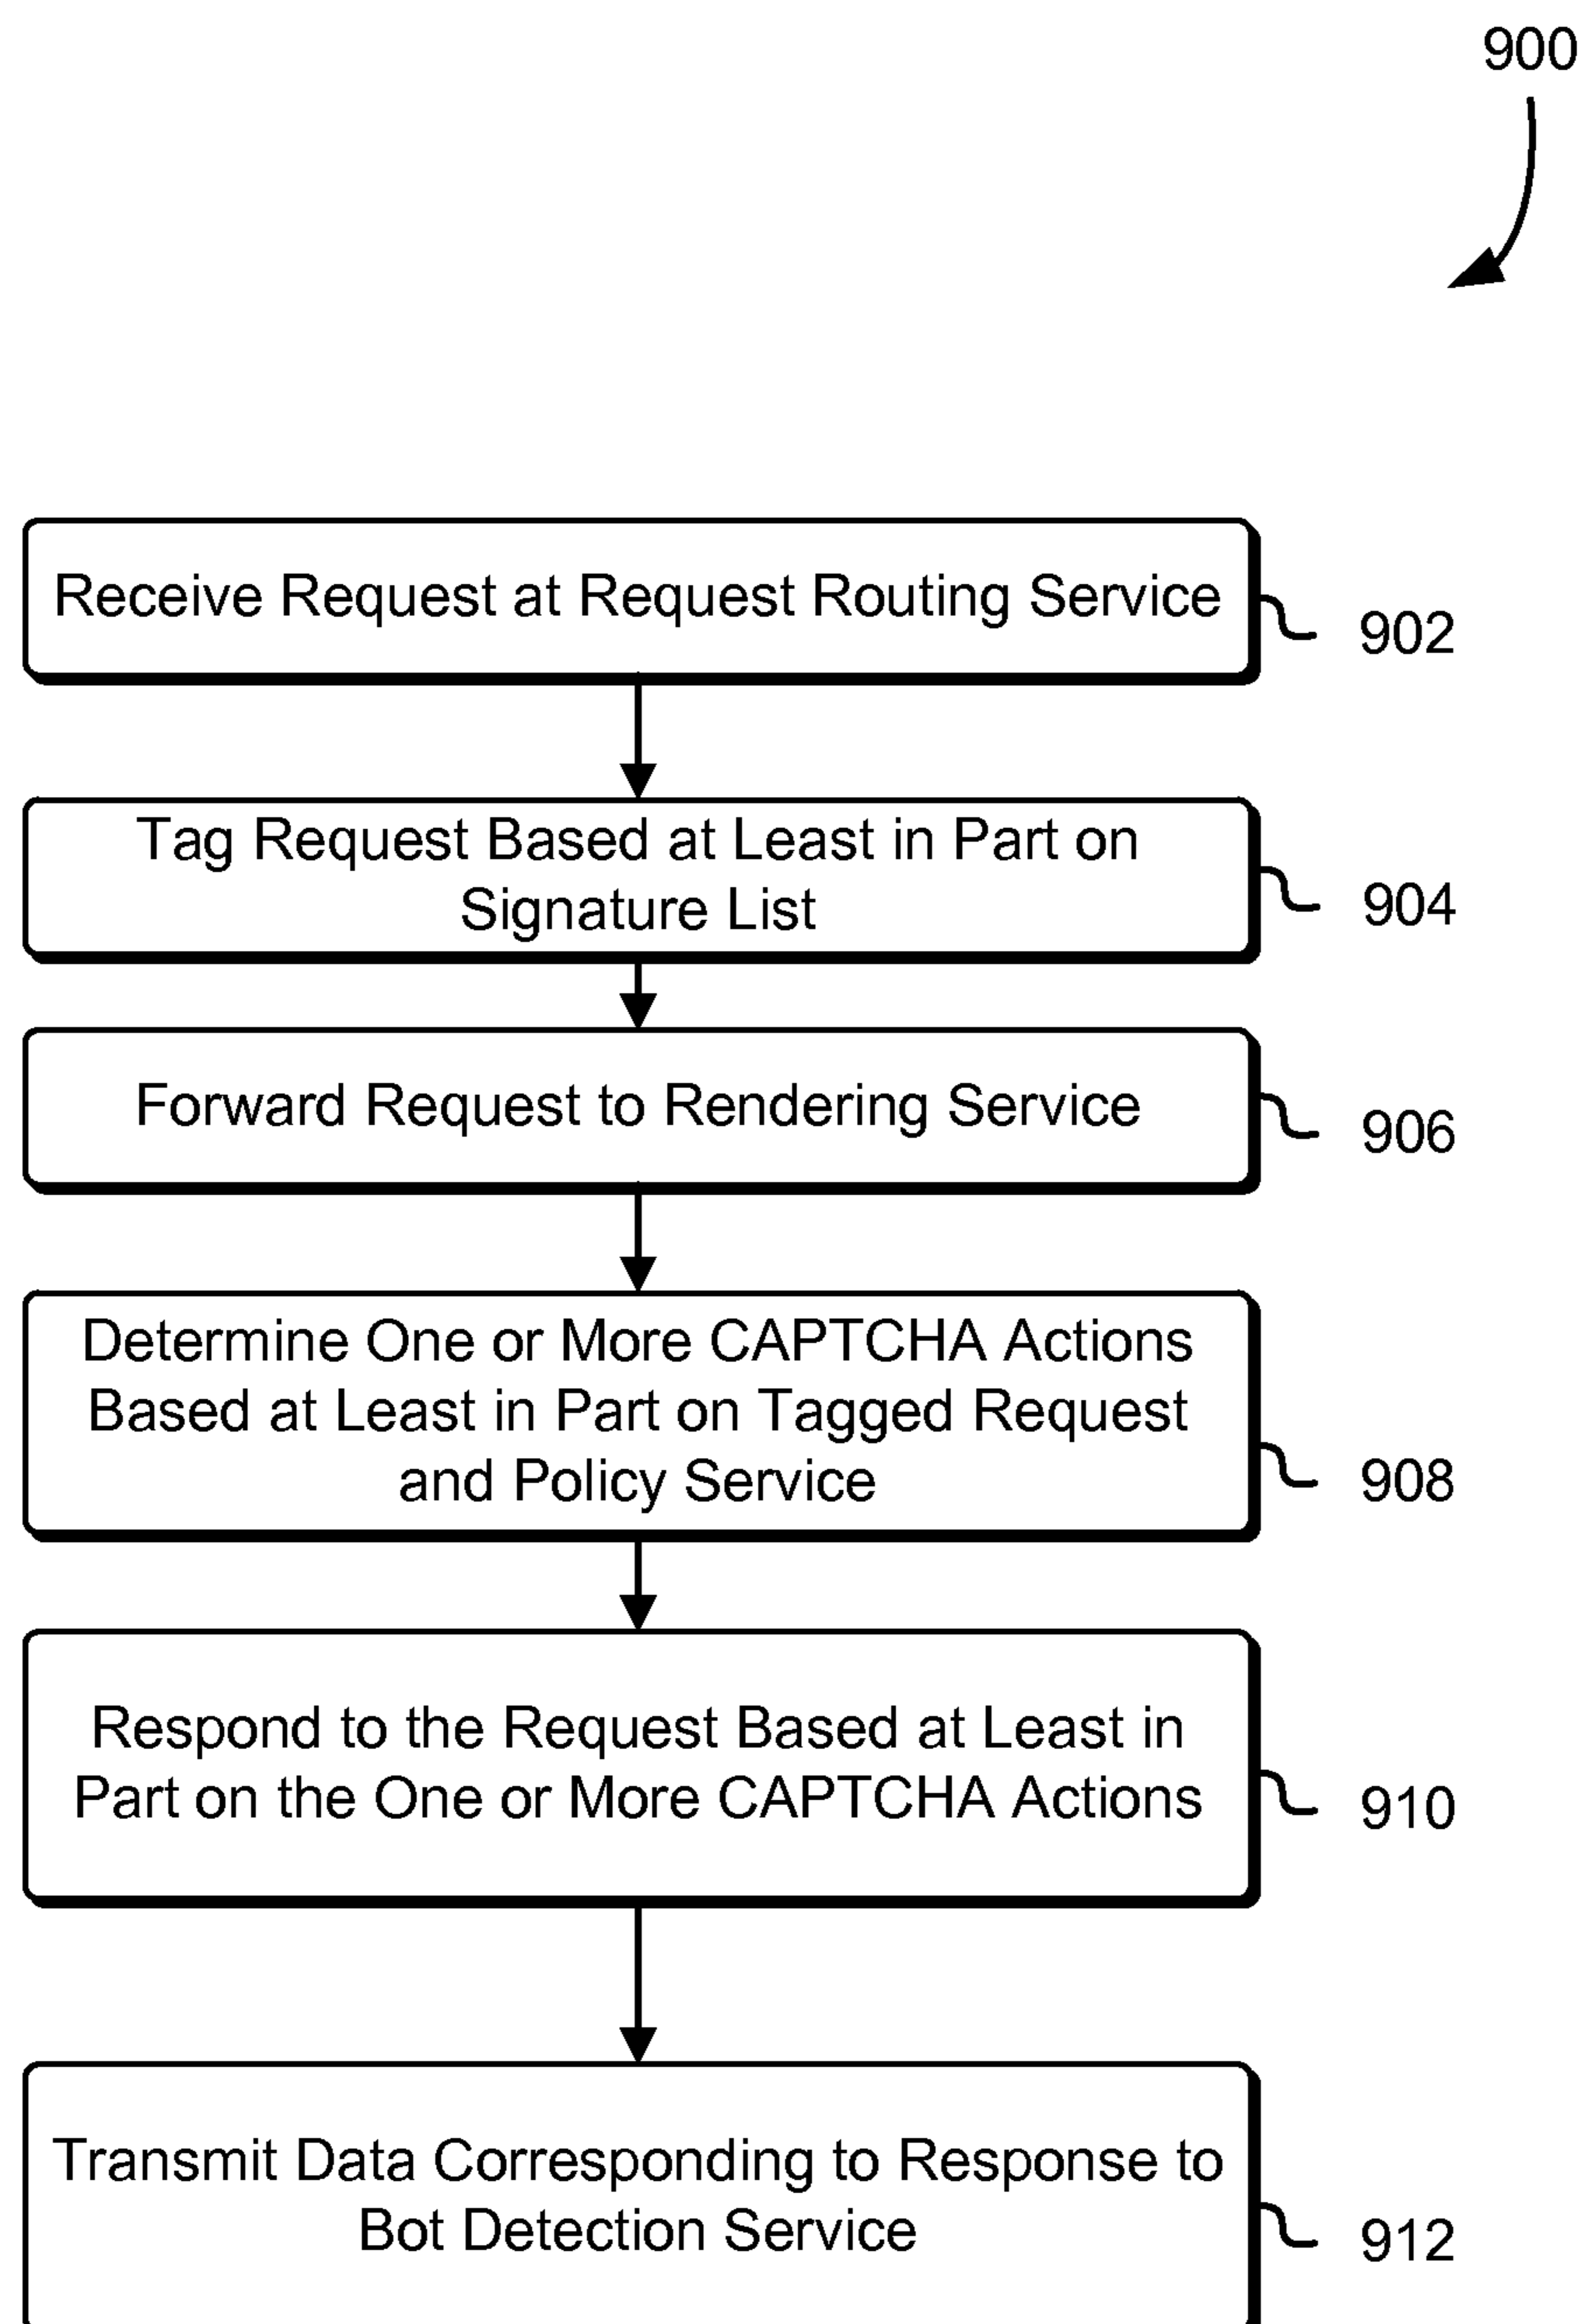 900
Receive Request at Request Routing Service
902
Tag Request Based at Least in Part on
Signature List
904
Forward Request to Rendering Service
906
Determine One or More CAPTCHA Actions
Based at Least in Part on Tagged Request
and Policy Service
908
Respond to the Request Based at Least in
Part on the One or More CAPTCHA Actions
910
Transmit Data Corresponding to Response to
Bot Detection Service
912